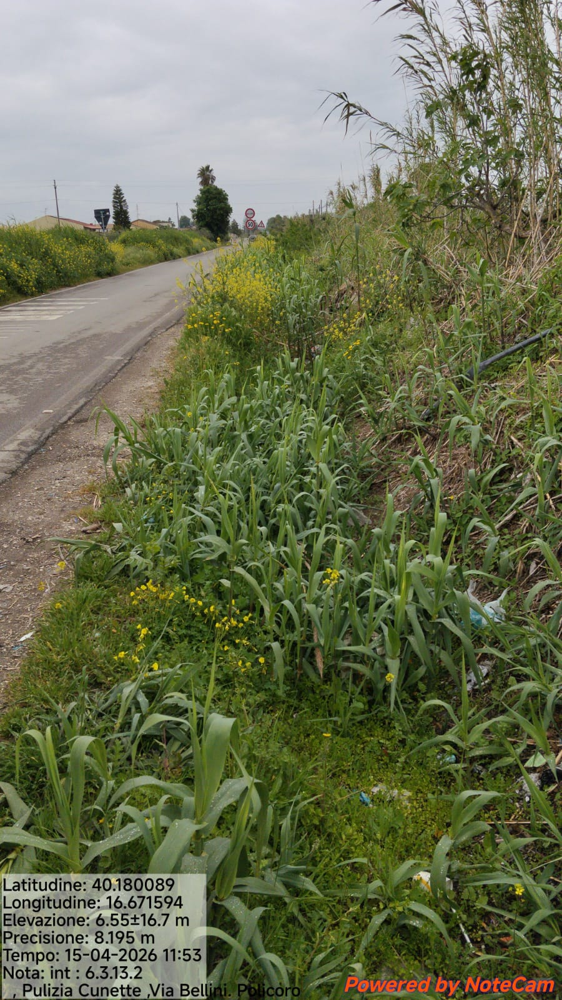 50
Latitudine: 40.180089
Longitudine: 16.671594
Elevazione: 6.55±16.7 m
Precisione: 8.195 m
Tempo: 15-04-2026 11:53
Nota: int : 6.3.13.2
, , Pulizia Cunette ,Via Bellini. Policoro
Powered by NoteCam